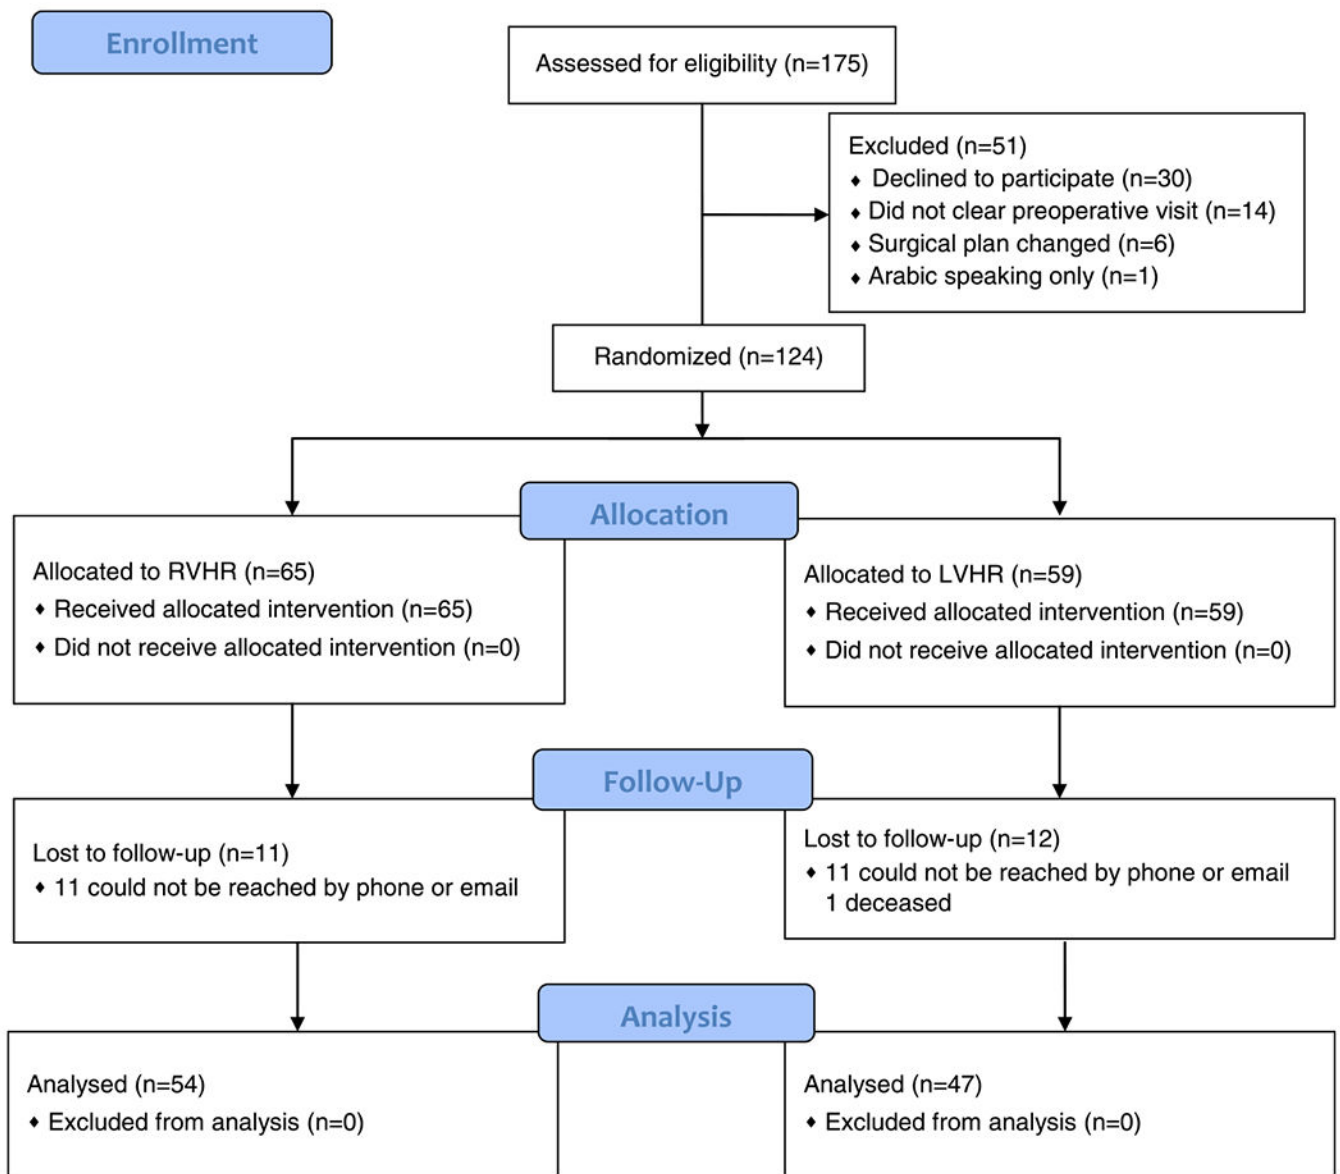 Enrollment
Assessed for eligibility (n=175)
Excluded (n=51)
♦ Declined to participate (n=30)
♦ Did not clear preoperative visit (n=14)
♦ Surgical plan changed (n=6)
♦ Arabic speaking only (n=1)
Randomized (n=124)
Allocation
Allocated to RVHR (n=65)
♦ Received allocated intervention (n=65)
♦ Did not receive allocated intervention (n=0)
Allocated to LVHR (n=59)
♦ Received allocated intervention (n=59)
♦ Did not receive allocated intervention (n=0)
Follow-Up
Lost to follow-up (n=11)
♦ 11 could not be reached by phone or email
Lost to follow-up (n=12)
♦ 11 could not be reached by phone or email
1 deceased
Analysis
Analysed (n=54)
♦ Excluded from analysis (n=0)
Analysed (n=47)
♦ Excluded from analysis (n=0)